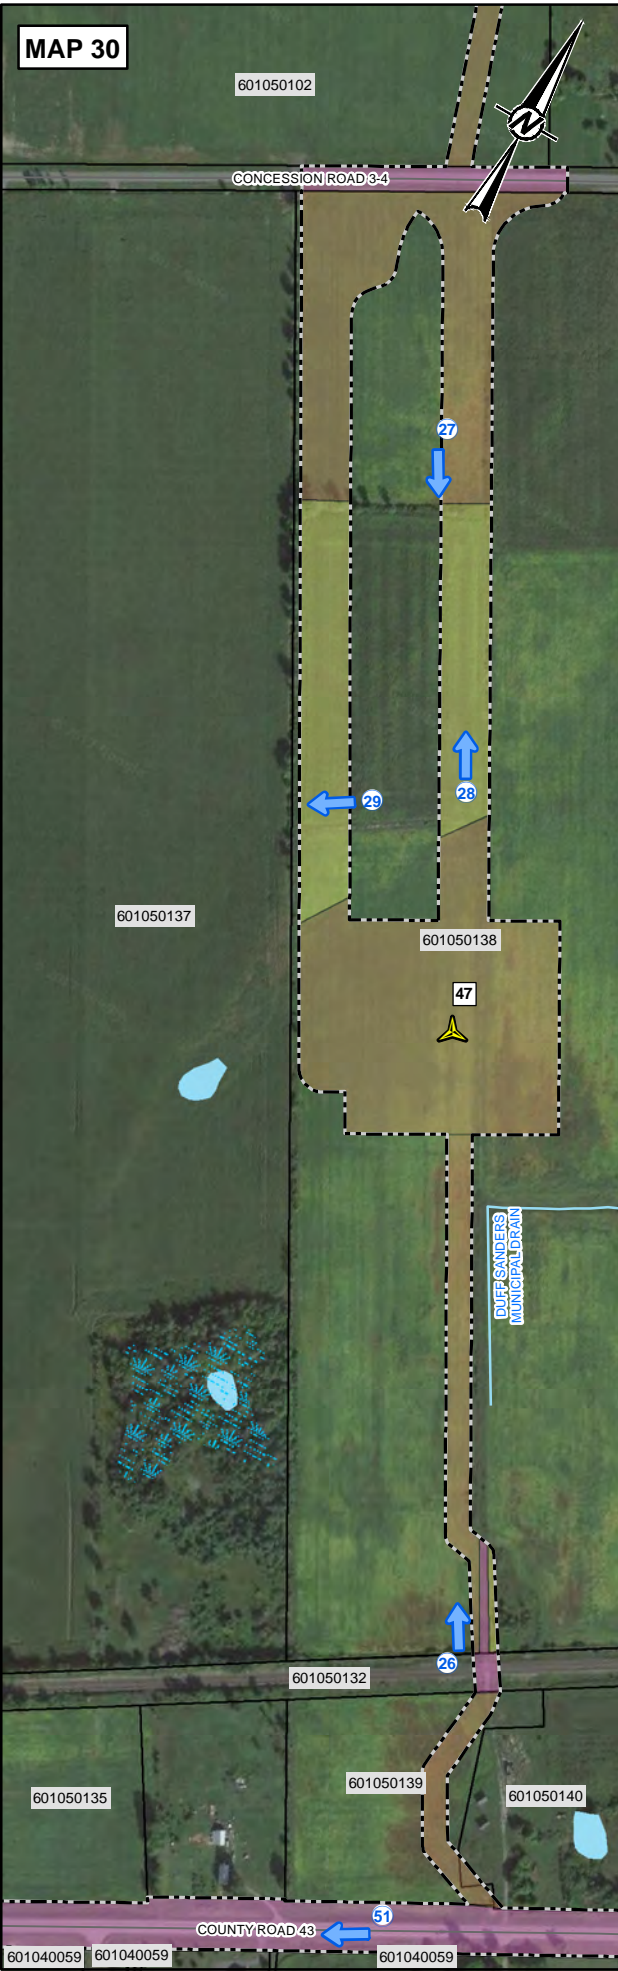 MAP 30
601050102
N
CONCESSION ROAD 3-4
27
28
29
601050137
601050138
47
DUFF SANDERS
MUNICIPAL DRAIN
26
601050132
601050139
601050135
601050140
51
COUNTY ROAD 43
601040059
601040059
601040059